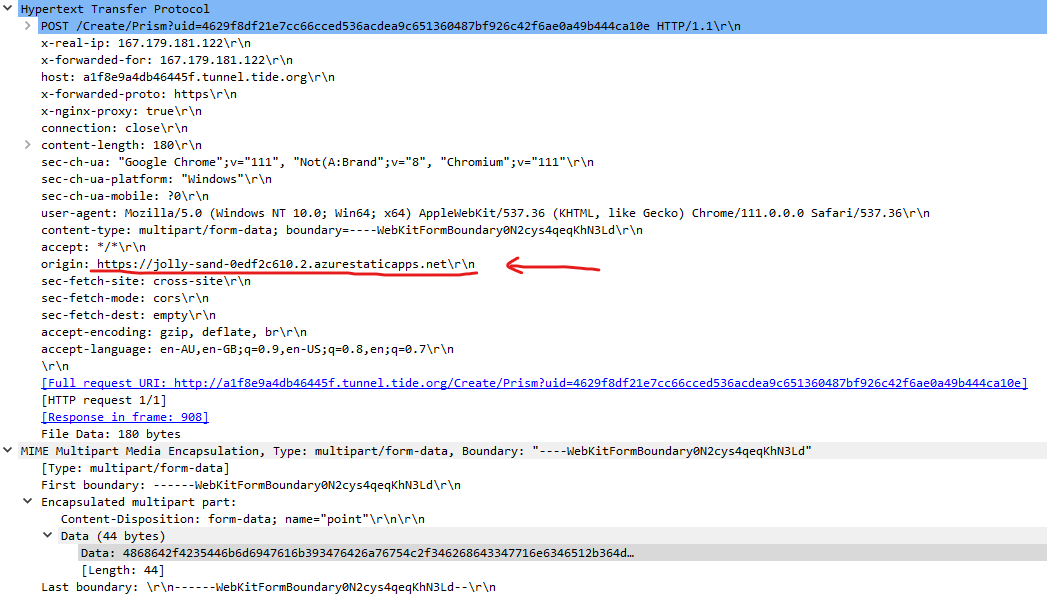 Hypertext Transfer Protocol
POST /Create/Prism?uid=4629f8df21e7cc66cced536acdea9c651360487bf926c42f6ae0a49b444ca10e HTTP/1.1\r\n
x-real-ip: 167.179.181.122\r\n
x-forwarded-for: 167.179.181.122\r\n
host: a1f8e9a4db46445f.tunnel.tide.org\r\n
x-forwarded-proto: https\r\n
x-nginx-proxy: true\r\n
connection: close\r\n
content-length: 180\r\n
sec-ch-ua: "Google Chrome";v="111", "Not(A:Brand";v="8", "Chromium";v="111"\r\n
sec-ch-ua-platform: "Windows"\r\n
sec-ch-ua-mobile: ?0\r\n
user-agent: Mozilla/5.0 (Windows NT 10.0; Win64; x64) AppleWebKit/537.36 (KHTML, like Gecko) Chrome/111.0.0.0 Safari/537.36\r\n
content-type: multipart/form-data; boundary=----WebKitFormBoundary0N2cys4qeqKhN3Ld\r\n
accept: */*\r\n
origin: https://jolly-sand-0edf2c610.2.azurestaticapps.net\r\n
sec-fetch-site: cross-site\r\n
sec-fetch-mode: cors\r\n
sec-fetch-dest: empty\r\n
accept-encoding: gzip, deflate, br\r\n
accept-language: en-AU,en-GB;q=0.9,en-US;q=0.8,en;q=0.7\r\n
\r\n
[Full request URI: http://a1f8e9a4db46445f.tunnel.tide.org/Create/Prism?uid=4629f8df21e7cc66cced536acdea9c651360487bf926c42f6ae0a49b444ca10e]
[HTTP request 1/1]
[Response in frame: 908]
File Data: 180 bytes
MIME Multipart Media Encapsulation, Type: multipart/form-data, Boundary: "----WebKitFormBoundary0N2cys4qeqKhN3Ld"
[Type: multipart/form-data]
First boundary: ------WebKitFormBoundary0N2cys4qeqKhN3Ld\r\n
Encapsulated multipart part:
Content-Disposition: form-data; name="point"\r\n\r\n
Data (44 bytes)
Data: 4868642f4235446b6d6947616b393476426a76754c2f346268643347716e6346512b364d…
[Length: 44]
Last boundary: \r\n------WebKitFormBoundary0N2cys4qeqKhN3Ld--\r\n